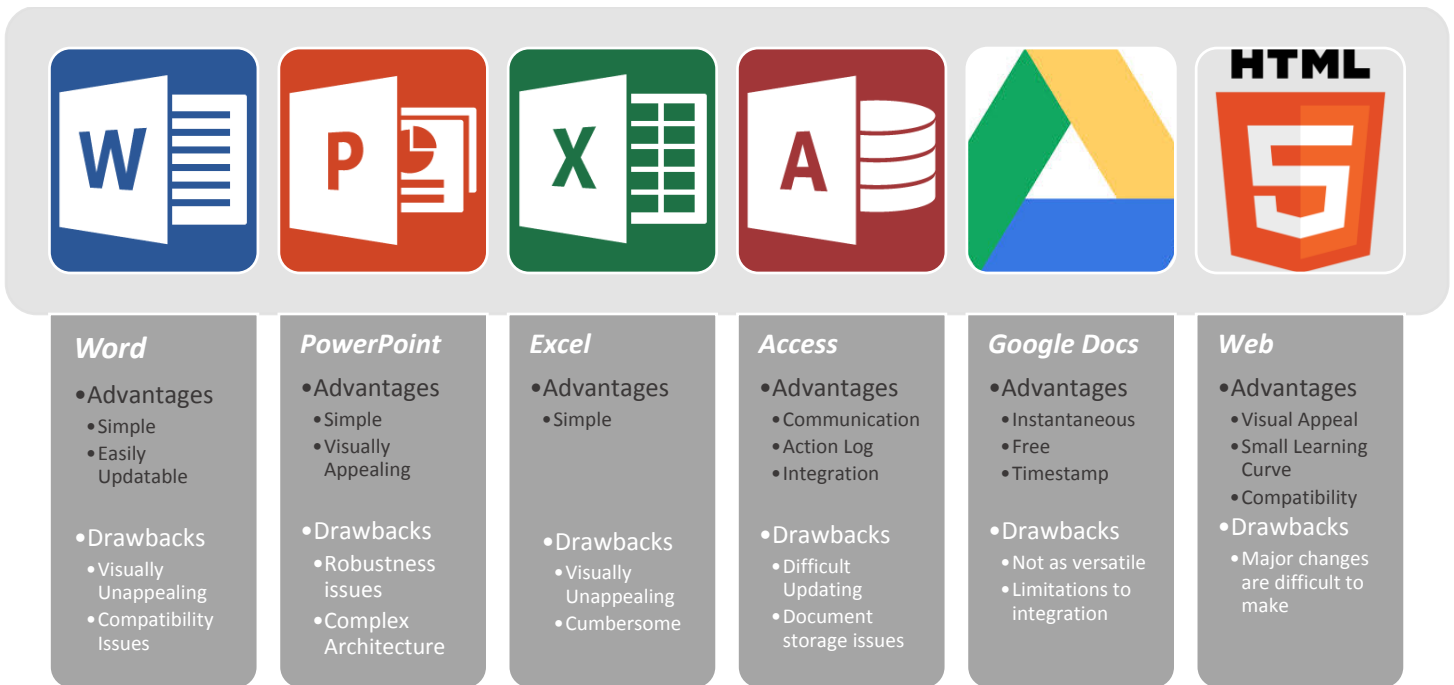 W
P
X
A
HTML
5
Word
•Advantages
•Simple
•Easily
Updatable
•Drawbacks
•Visually
Unappealing
•Compatibility
Issues
PowerPoint
•Advantages
•Simple
•Visually
Appealing
•Drawbacks
•Robustness
issues
•Complex
Architecture
Excel
•Advantages
•Simple
•Drawbacks
•Visually
Unappealing
•Cumbersome
Access
•Advantages
•Communication
•Action Log
•Integration
•Drawbacks
•Difficult
Updating
•Document
storage issues
Google Docs
•Advantages
•Instantaneous
•Free
•Timestamp
•Drawbacks
•Not as versatile
•Limitations to
integration
Web
•Advantages
•Visual Appeal
•Small Learning
Curve
•Compatibility
•Drawbacks
•Major changes
are difficult to
make